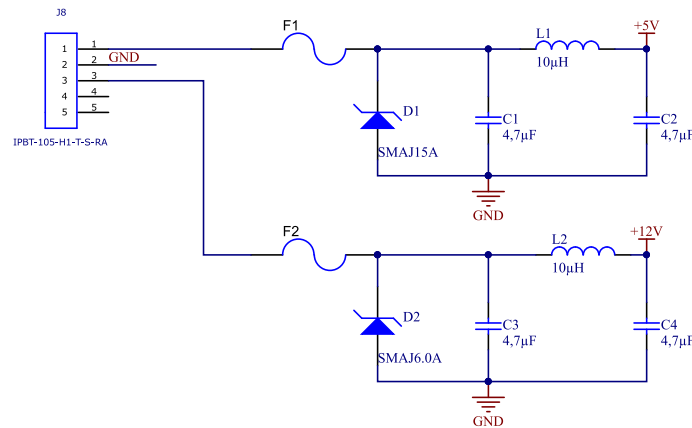 J8
1 1
2 2 GND
3 3
4 4
5 5
IPBT-105-H1-T-S-RA
F1
L1
10µH
+5V
D1
SMAJ15A
C1
4,7µF
C2
4,7µF
GND
F2
L2
10µH
+12V
D2
SMAJ6.0A
C3
4,7µF
C4
4,7µF
GND